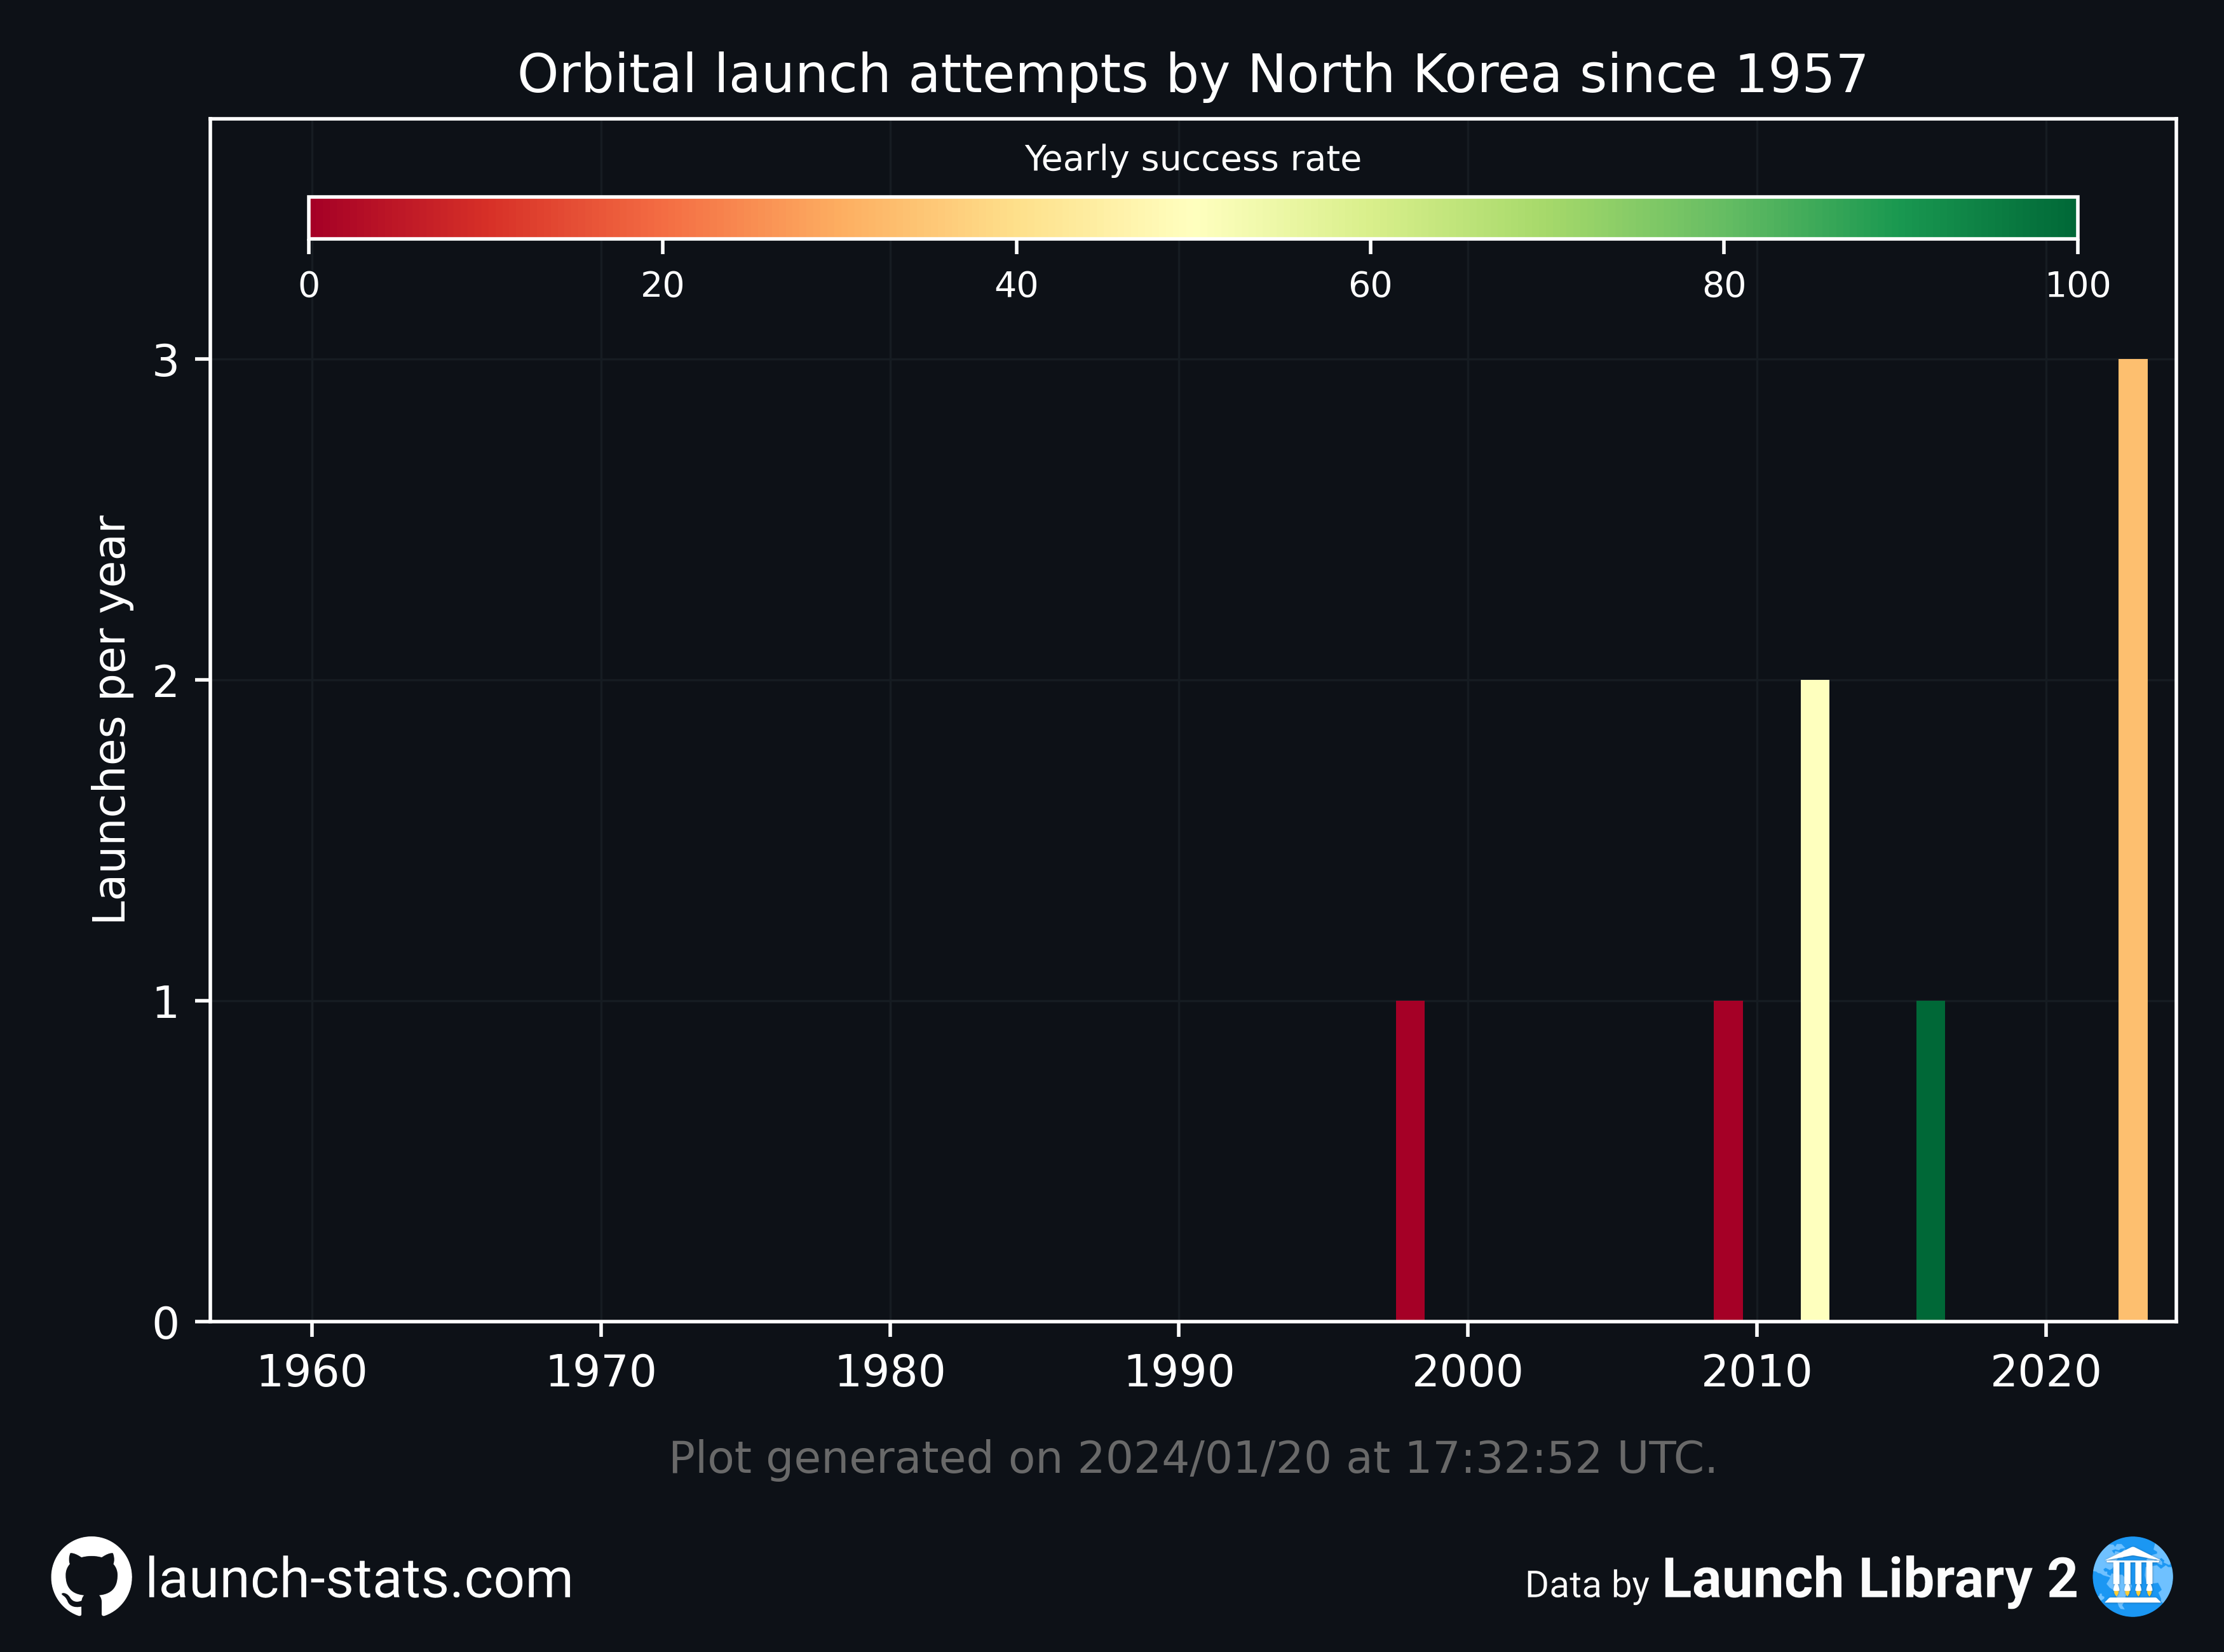 Orbital launch attempts by North Korea since 1957
Yearly success rate
0 20 40 60 80 100
Launches per year
3
2
1
0
1960 1970 1980 1990 2000 2010 2020
Plot generated on 2024/01/20 at 17:32:52 UTC.
launch-stats.com
Data by Launch Library 2